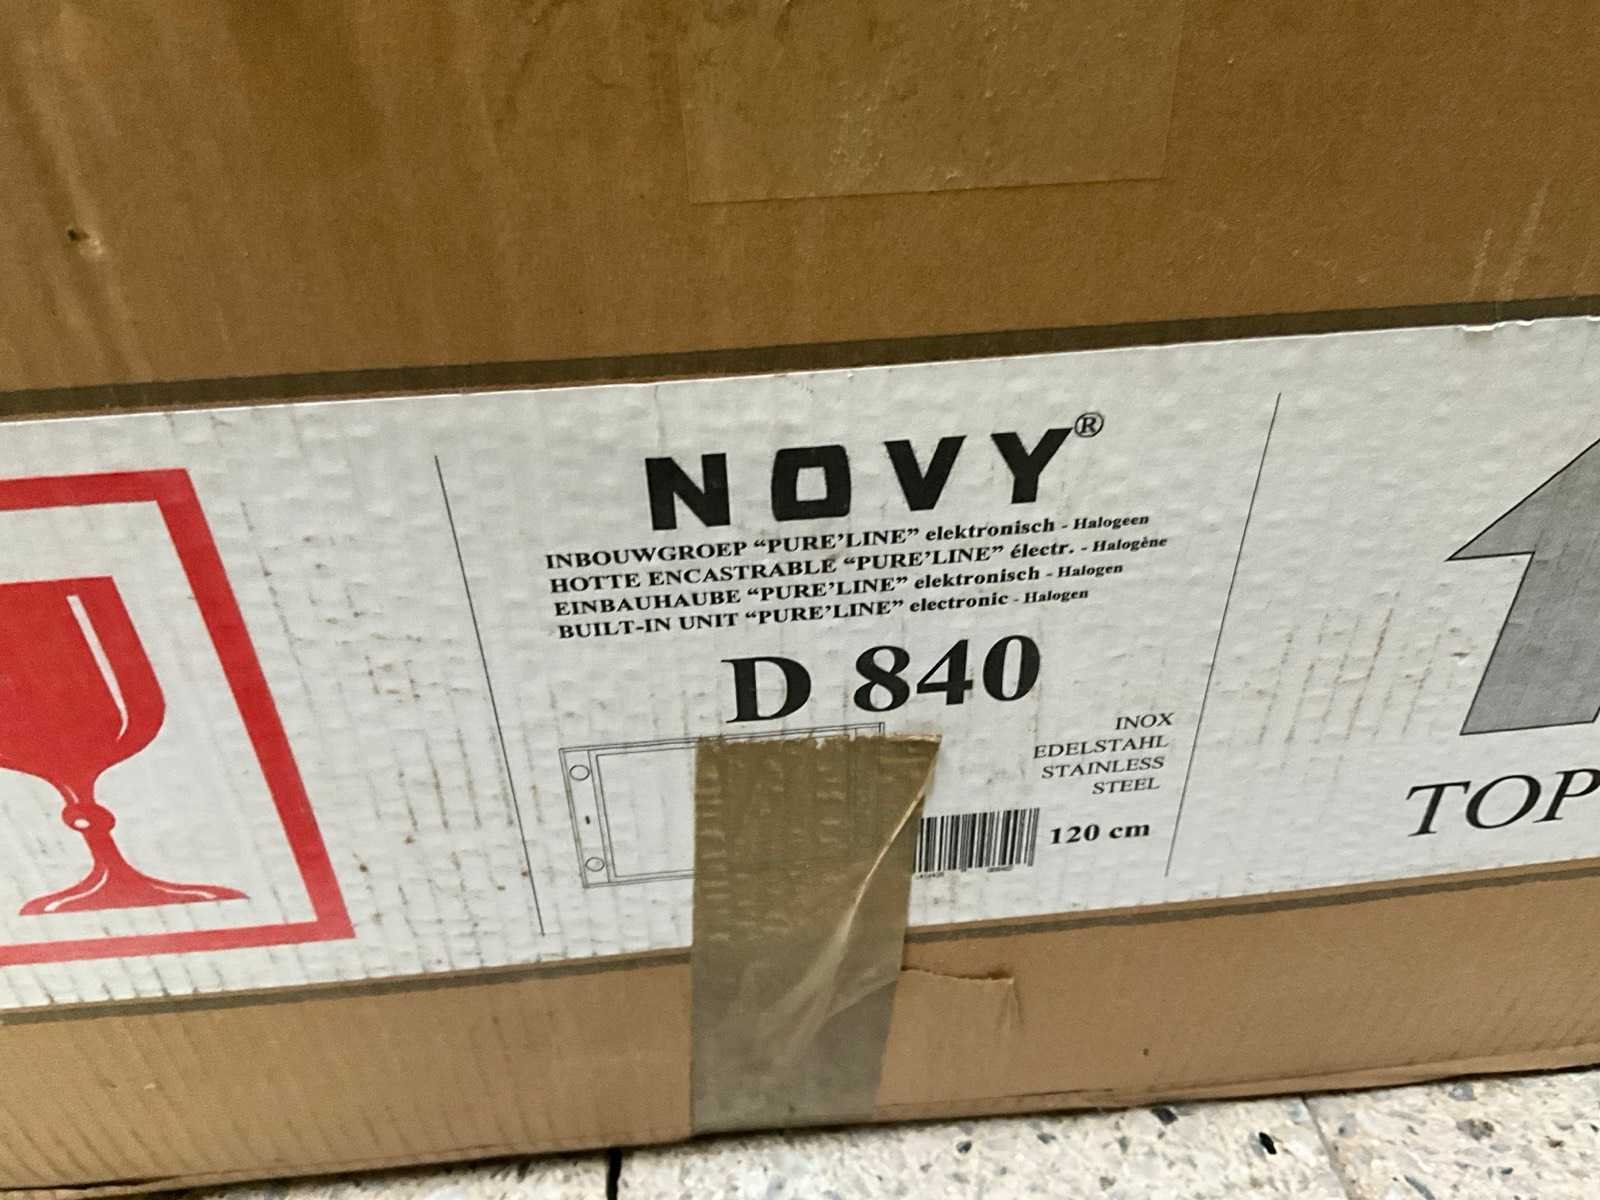 NOVY®
INBOUWGROEP “PURE’LINE” elektronisch - Halogeen
HOTTE ENCASTRABLE “PURE’LINE” électr. - Halogène
EINBAUHAUBE “PURE’LINE” elektronisch - Halogen
BUILT-IN UNIT “PURE’LINE” electronic - Halogen
D 840
INOX
EDELSTAHL
STAINLESS
STEEL
120 cm
TOP